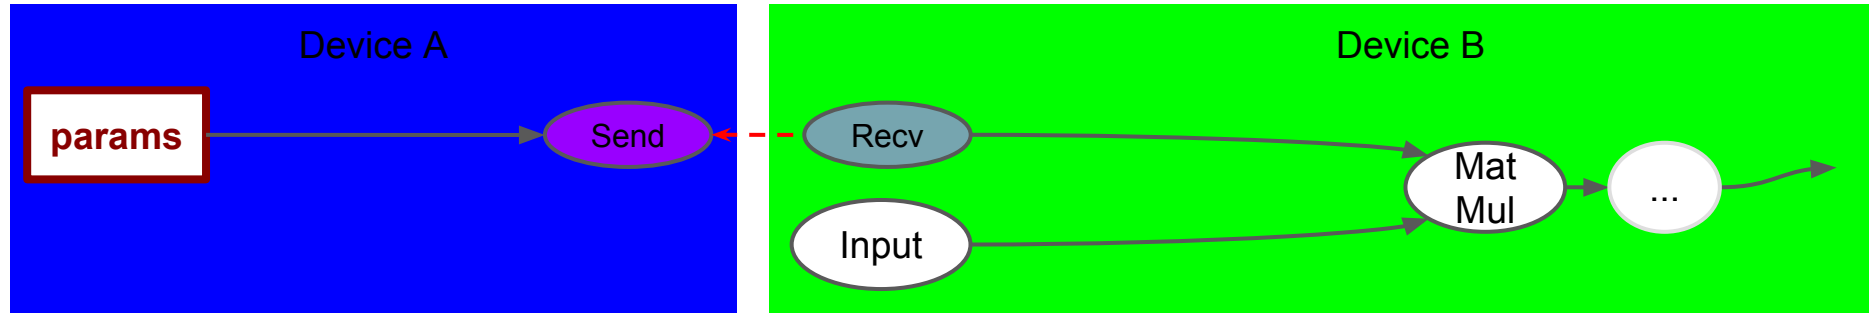 Device A
params
Send
Device B
Recv
Input
Mat
Mul
...